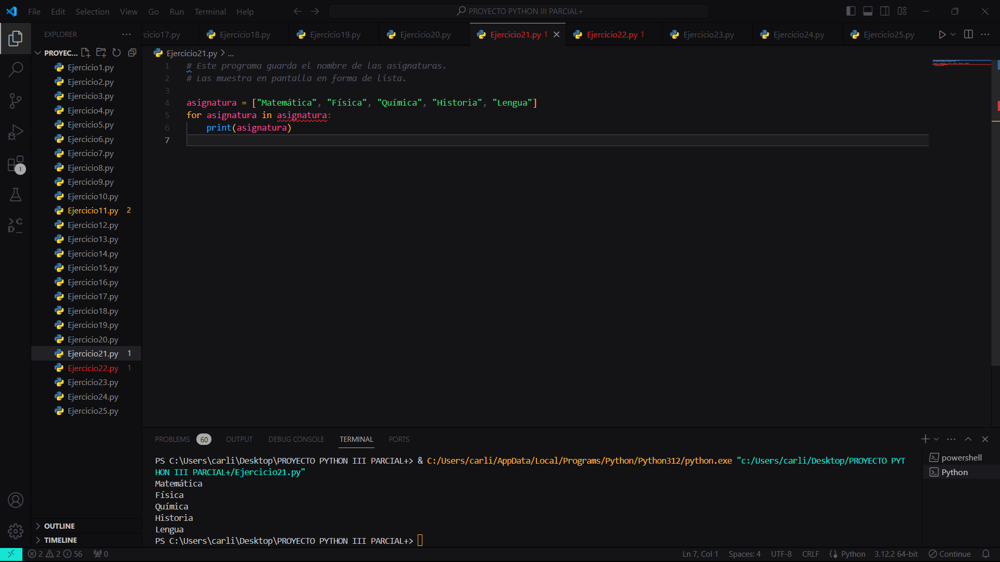 File Edit Selection View Go Run Terminal Help
PROYECTO PYTHON III PARCIAL+
EXPLORER
rcicio17.py Ejercicio18.py Ejercicio19.py Ejercicio20.py Ejercicio21.py 1 Ejercicio22.py 1 Ejercicio23.py Ejercicio24.py Ejercicio25.py
PROYEC...
Ejercicio1.py
Ejercicio2.py
Ejercicio3.py
Ejercicio4.py
Ejercicio5.py
Ejercicio6.py
Ejercicio7.py
Ejercicio8.py
Ejercicio9.py
Ejercicio10.py
Ejercicio11.py 2
Ejercicio12.py
Ejercicio13.py
Ejercicio14.py
Ejercicio15.py
Ejercicio16.py
Ejercicio17.py
Ejercicio18.py
Ejercicio19.py
Ejercicio20.py
Ejercicio21.py 1
Ejercicio22.py 1
Ejercicio23.py
Ejercicio24.py
Ejercicio25.py
OUTLINE
TIMELINE
1
Ejercicio21.py > ...
1 # Este programa guarda el nombre de las asignaturas.
2 # Las muestra en pantalla en forma de lista.
3
4 asignatura = ["Matemática", "Física", "Química", "Historia", "Lengua"]
5 for asignatura in asignatura:
6 print(asignatura)
7
PROBLEMS 60 OUTPUT DEBUG CONSOLE TERMINAL PORTS
PS C:\Users\carli\Desktop\PROYECTO PYTHON III PARCIAL+> & C:/Users/carli/AppData/Local/Programs/Python/Python312/python.exe "c:/Users/carli/Desktop/PROYECTO PYT
HON III PARCIAL+/Ejercicio21.py"
Matemática
Física
Química
Historia
Lengua
PS C:\Users\carli\Desktop\PROYECTO PYTHON III PARCIAL+>
powershell
Python
2 2 56 0
Ln 7, Col 1 Spaces: 4 UTF-8 CRLF Python 3.12.2 64-bit Continue